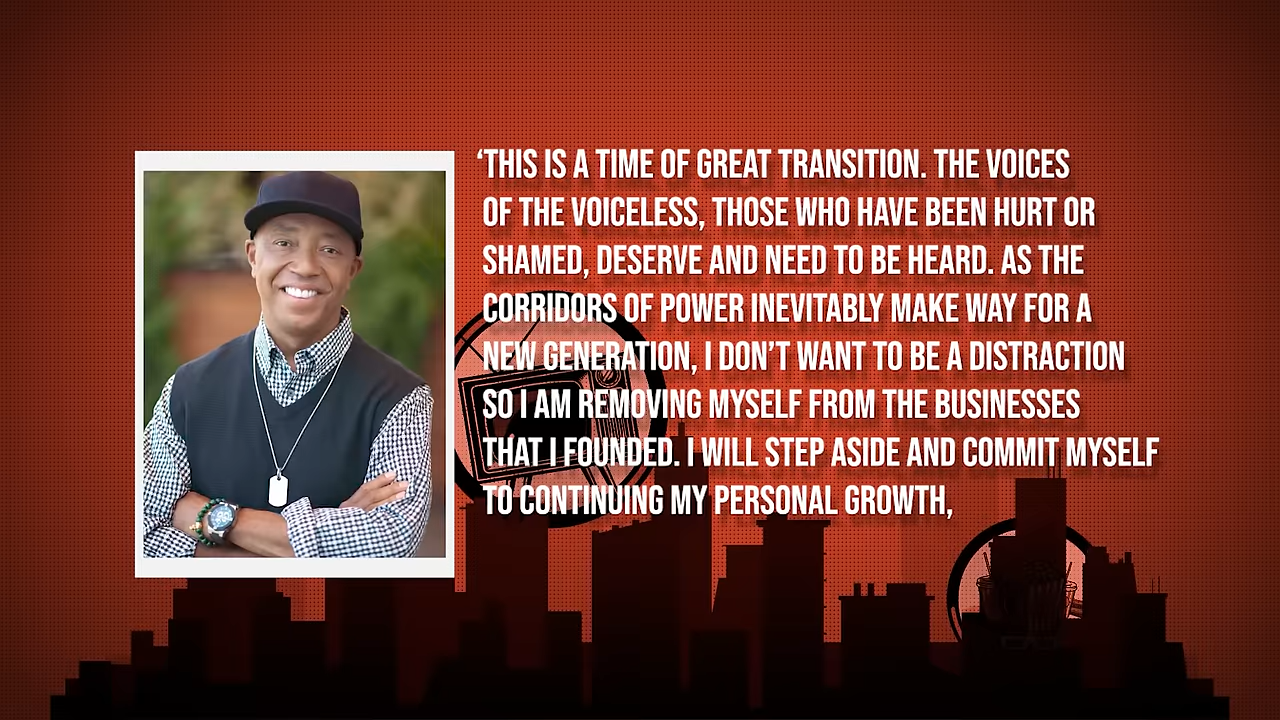 ‘THIS IS A TIME OF GREAT TRANSITION. THE VOICES
OF THE VOICELESS, THOSE WHO HAVE BEEN HURT OR
SHAMED, DESERVE AND NEED TO BE HEARD. AS THE
CORRIDORS OF POWER INEVITABLY MAKE WAY FOR A
NEW GENERATION, I DON’T WANT TO BE A DISTRACTION
SO I AM REMOVING MYSELF FROM THE BUSINESSES
THAT I FOUNDED. I WILL STEP ASIDE AND COMMIT MYSELF
TO CONTINUING MY PERSONAL GROWTH,